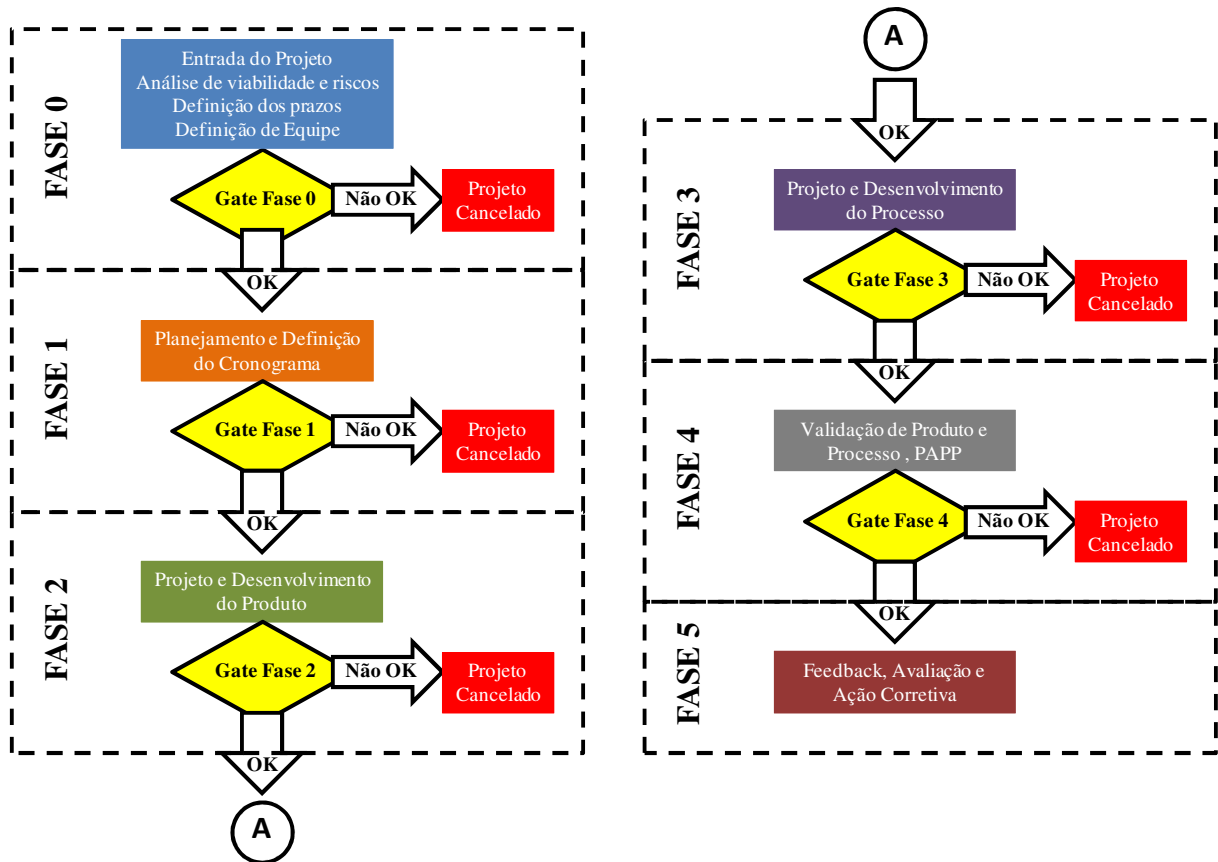 FASE 0
Entrada do Projeto
Análise de viabilidade e riscos
Definição dos prazos
Definição de Equipe
Gate Fase 0
Não OK
Projeto
Cancelado
OK
FASE 1
Planejamento e Definição
do Cronograma
Gate Fase 1
Não OK
Projeto
Cancelado
OK
FASE 2
Projeto e Desenvolvimento
do Produto
Gate Fase 2
Não OK
Projeto
Cancelado
OK
A
A
OK
FASE 3
Projeto e Desenvolvimento
do Processo
Gate Fase 3
Não OK
Projeto
Cancelado
OK
FASE 4
Validação de Produto e
Processo , PAPP
Gate Fase 4
Não OK
Projeto
Cancelado
OK
FASE 5
Feedback, Avaliação e
Ação Corretiva